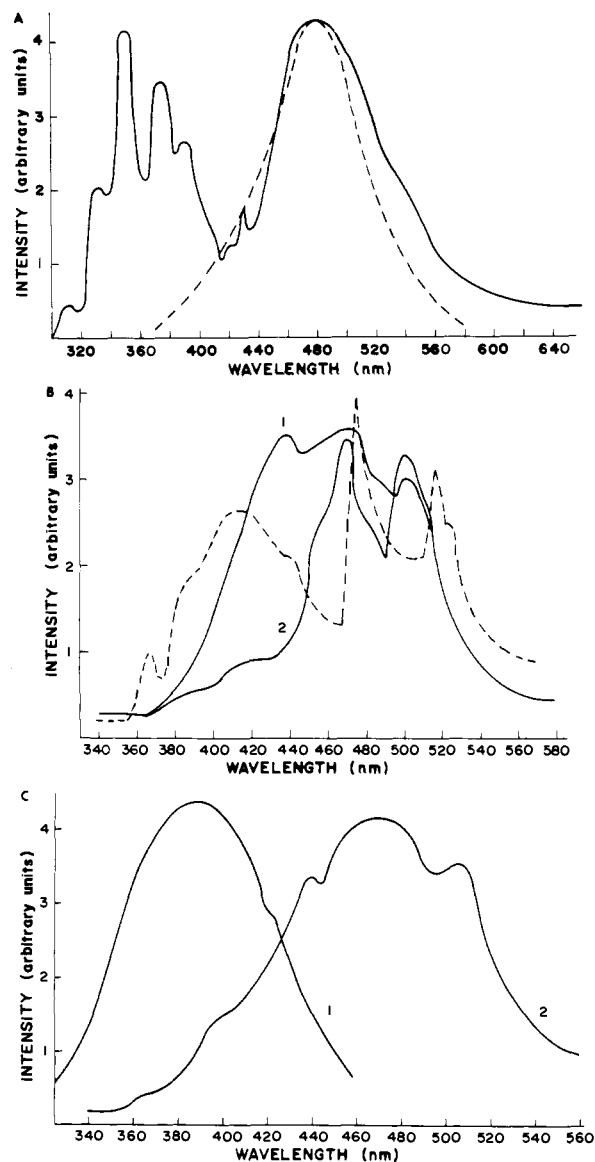 A
INTENSITY (arbitrary units)
4
3
2
1
320 360 400 440 480 520 560 600 640
WAVELENGTH (nm)
B
INTENSITY (arbitrary units)
4
3
2
1
1
2
340 360 380 400 420 440 460 480 500 520 540 560 580
WAVELENGTH (nm)
C
INTENSITY (arbitrary units)
4
3
2
1
1
2
340 360 380 400 420 440 460 480 500 520 540 560
WAVELENGTH (nm)